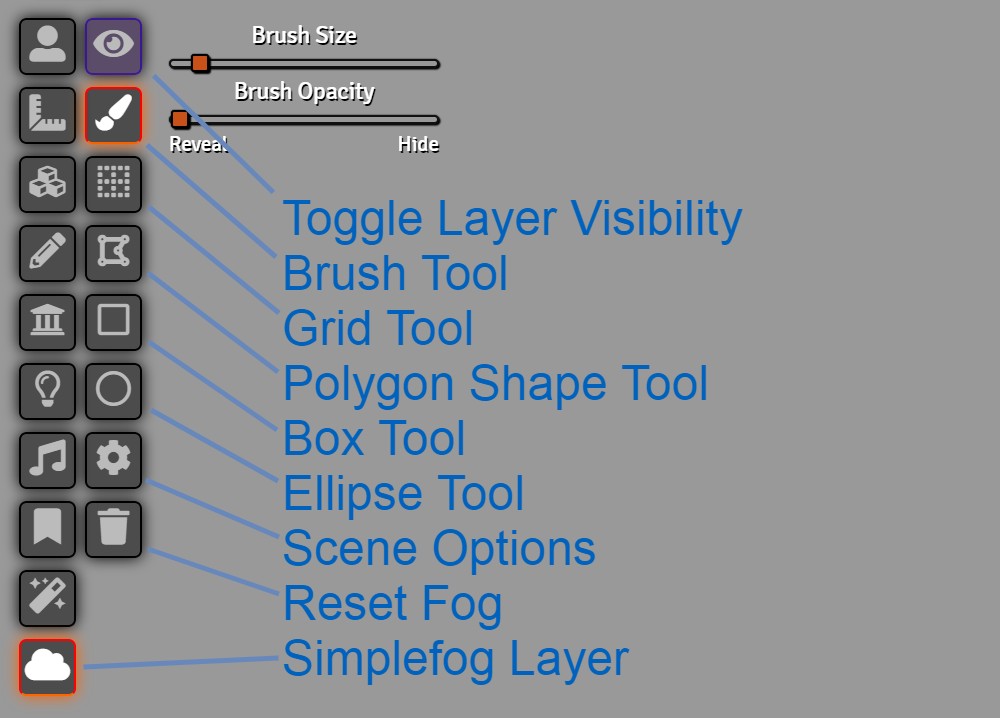 Brush Size
Brush Opacity
Reveal Hide
Toggle Layer Visibility
Brush Tool
Grid Tool
Polygon Shape Tool
Box Tool
Ellipse Tool
Scene Options
Reset Fog
Simplefog Layer